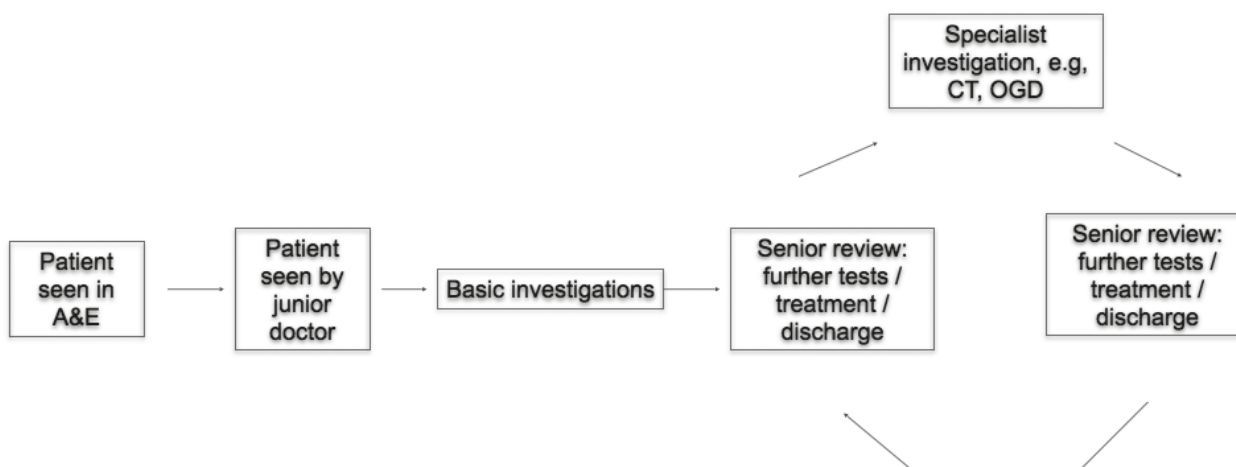 Specialist
investigation, e.g,
CT, OGD
Patient
seen in
A&E
Patient
seen by
junior
doctor
Basic investigations
Senior review:
further tests /
treatment /
discharge
Senior review:
further tests /
treatment /
discharge